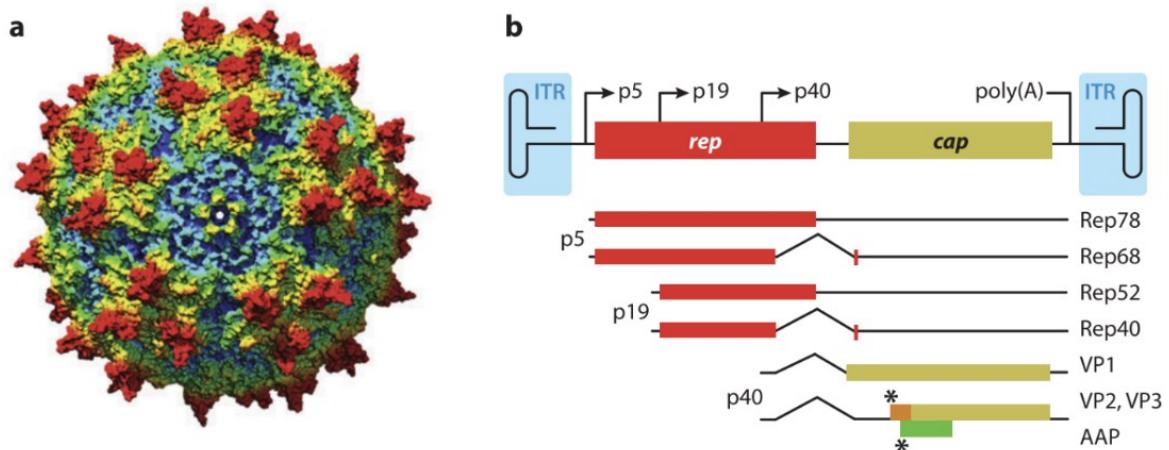 a
b
ITR
p5
p19
p40
poly(A)
ITR
rep
cap
Rep78
p5
Rep68
Rep52
p19
Rep40
VP1
p40
*
VP2, VP3
*
AAP